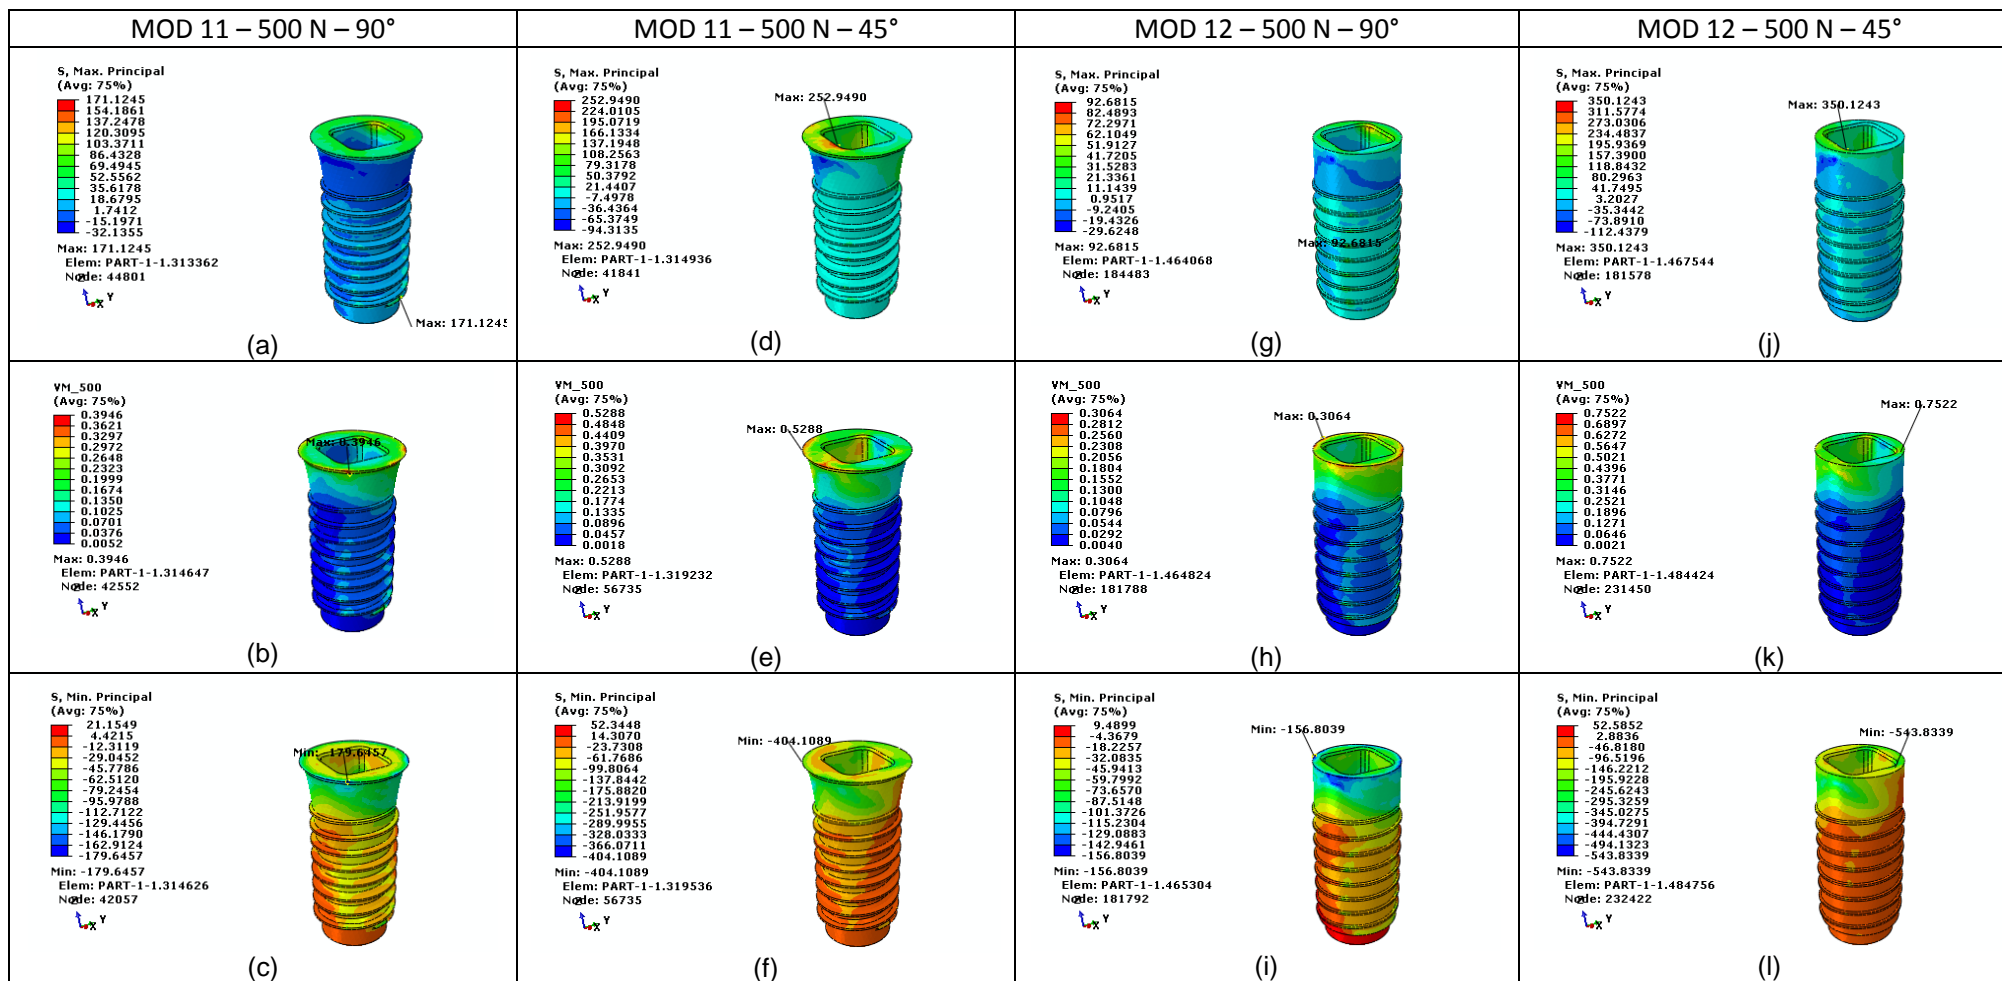 MOD 11 – 500 N – 90°
MOD 11 – 500 N – 45°
MOD 12 – 500 N – 90°
MOD 12 – 500 N – 45°
S, Max. Principal
(Avg: 75%)
171.1245
154.1861
137.2478
120.3095
103.3711
86.4328
69.4945
52.5562
35.6178
18.6795
1.7412
-15.1971
-32.1355
Max: 171.1245
Elem: PART-1-1.313362
Node: 44801
Z Y X
Max: 171.1245
(a)
S, Max. Principal
(Avg: 75%)
252.9490
224.0105
195.0719
166.1334
137.1948
108.2563
79.3178
50.3792
21.4407
-7.4978
-36.4364
-65.3749
-94.3135
Max: 252.9490
Elem: PART-1-1.314936
Node: 41841
Z Y X
Max: 252.9490
(d)
S, Max. Principal
(Avg: 75%)
92.6815
82.4893
72.2971
62.1049
51.9127
41.7205
31.5283
21.3361
11.1439
0.9517
-9.2405
-19.4326
-29.6248
Max: 92.6815
Elem: PART-1-1.464068
Node: 184483
Z Y X
Max: 92.6815
(g)
S, Max. Principal
(Avg: 75%)
350.1243
311.5774
273.0306
234.4837
195.9369
157.3900
118.8432
80.2963
41.7495
3.2027
-35.3442
-73.8910
-112.4379
Max: 350.1243
Elem: PART-1-1.467544
Node: 181578
Z Y X
Max: 350.1243
(j)
VM_500
(Avg: 75%)
0.3946
0.3621
0.3297
0.2972
0.2648
0.2323
0.1999
0.1674
0.1350
0.1025
0.0701
0.0376
0.0052
Max: 0.3946
Elem: PART-1-1.314647
Node: 42552
Z Y X
Max: 0.3946
(b)
VM_500
(Avg: 75%)
0.5288
0.4848
0.4409
0.3970
0.3531
0.3092
0.2653
0.2213
0.1774
0.1335
0.0896
0.0457
0.0018
Max: 0.5288
Elem: PART-1-1.319232
Node: 56735
Z Y X
Max: 0.5288
(e)
VM_500
(Avg: 75%)
0.3064
0.2812
0.2560
0.2308
0.2056
0.1804
0.1552
0.1300
0.1048
0.0796
0.0544
0.0292
0.0040
Max: 0.3064
Elem: PART-1-1.464824
Node: 181788
Z Y X
Max: 0.3064
(h)
VM_500
(Avg: 75%)
0.7522
0.6897
0.6272
0.5647
0.5021
0.4396
0.3771
0.3146
0.2521
0.1896
0.1271
0.0646
0.0021
Max: 0.7522
Elem: PART-1-1.484424
Node: 231450
Z Y X
Max: 0.7522
(k)
S, Min. Principal
(Avg: 75%)
21.1549
4.4215
-12.3119
-29.0452
-45.7786
-62.5120
-79.2454
-95.9788
-112.7122
-129.4456
-146.1790
-162.9124
-179.6457
Min: -179.6457
Elem: PART-1-1.314626
Node: 42057
Z Y X
Min: -179.6457
(c)
S, Min. Principal
(Avg: 75%)
52.3448
14.3070
-23.7308
-61.7686
-99.8064
-137.8442
-175.8820
-213.9199
-251.9577
-289.9955
-328.0333
-366.0711
-404.1089
Min: -404.1089
Elem: PART-1-1.319536
Node: 56735
Z Y X
Min: -404.1089
(f)
S, Min. Principal
(Avg: 75%)
9.4899
-4.3679
-18.2257
-32.0835
-45.9413
-59.7992
-73.6570
-87.5148
-101.3726
-115.2304
-129.0883
-142.9461
-156.8039
Min: -156.8039
Elem: PART-1-1.465304
Node: 181792
Z Y X
Min: -156.8039
(i)
S, Min. Principal
(Avg: 75%)
52.5852
2.8836
-46.8180
-96.5196
-146.2212
-195.9228
-245.6243
-295.3259
-345.0275
-394.7291
-444.4307
-494.1323
-543.8339
Min: -543.8339
Elem: PART-1-1.484756
Node: 232422
Z Y X
Min: -543.8339
(l)